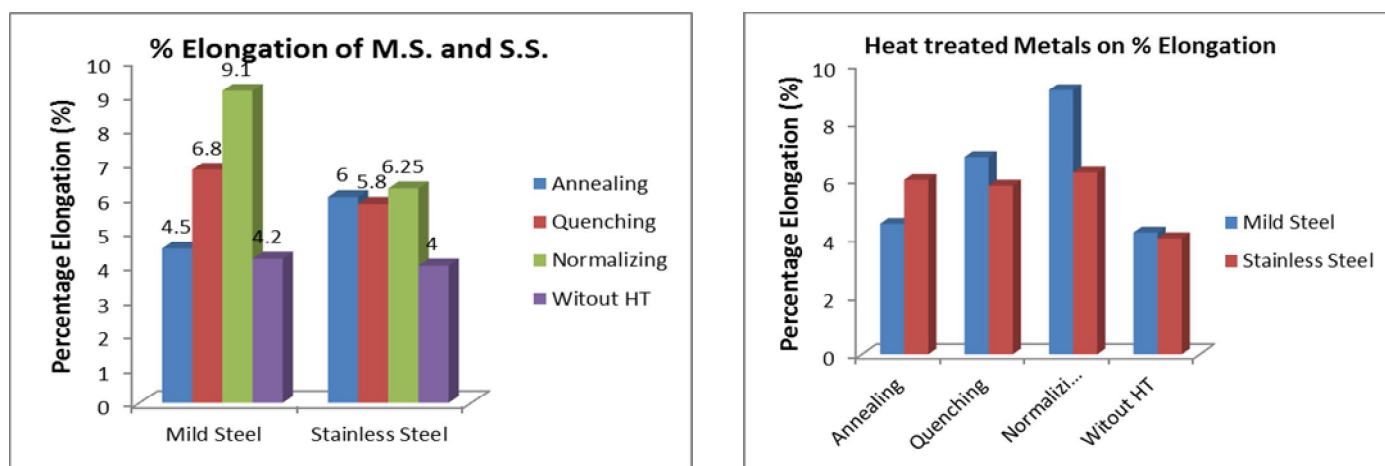 % Elongation of M.S. and S.S.
Percentage Elongation (%)
10
9
8
7
6
5
4
3
2
1
0
4.5
6.8
9.1
4.2
6
5.8
6.25
4
Mild Steel
Stainless Steel
Annealing
Quenching
Normalizing
Witout HT
Heat treated Metals on % Elongation
Percentage Elongation (%)
10
8
6
4
2
0
Annealing
Quenching
Normalizi...
Witout HT
Mild Steel
Stainless Steel